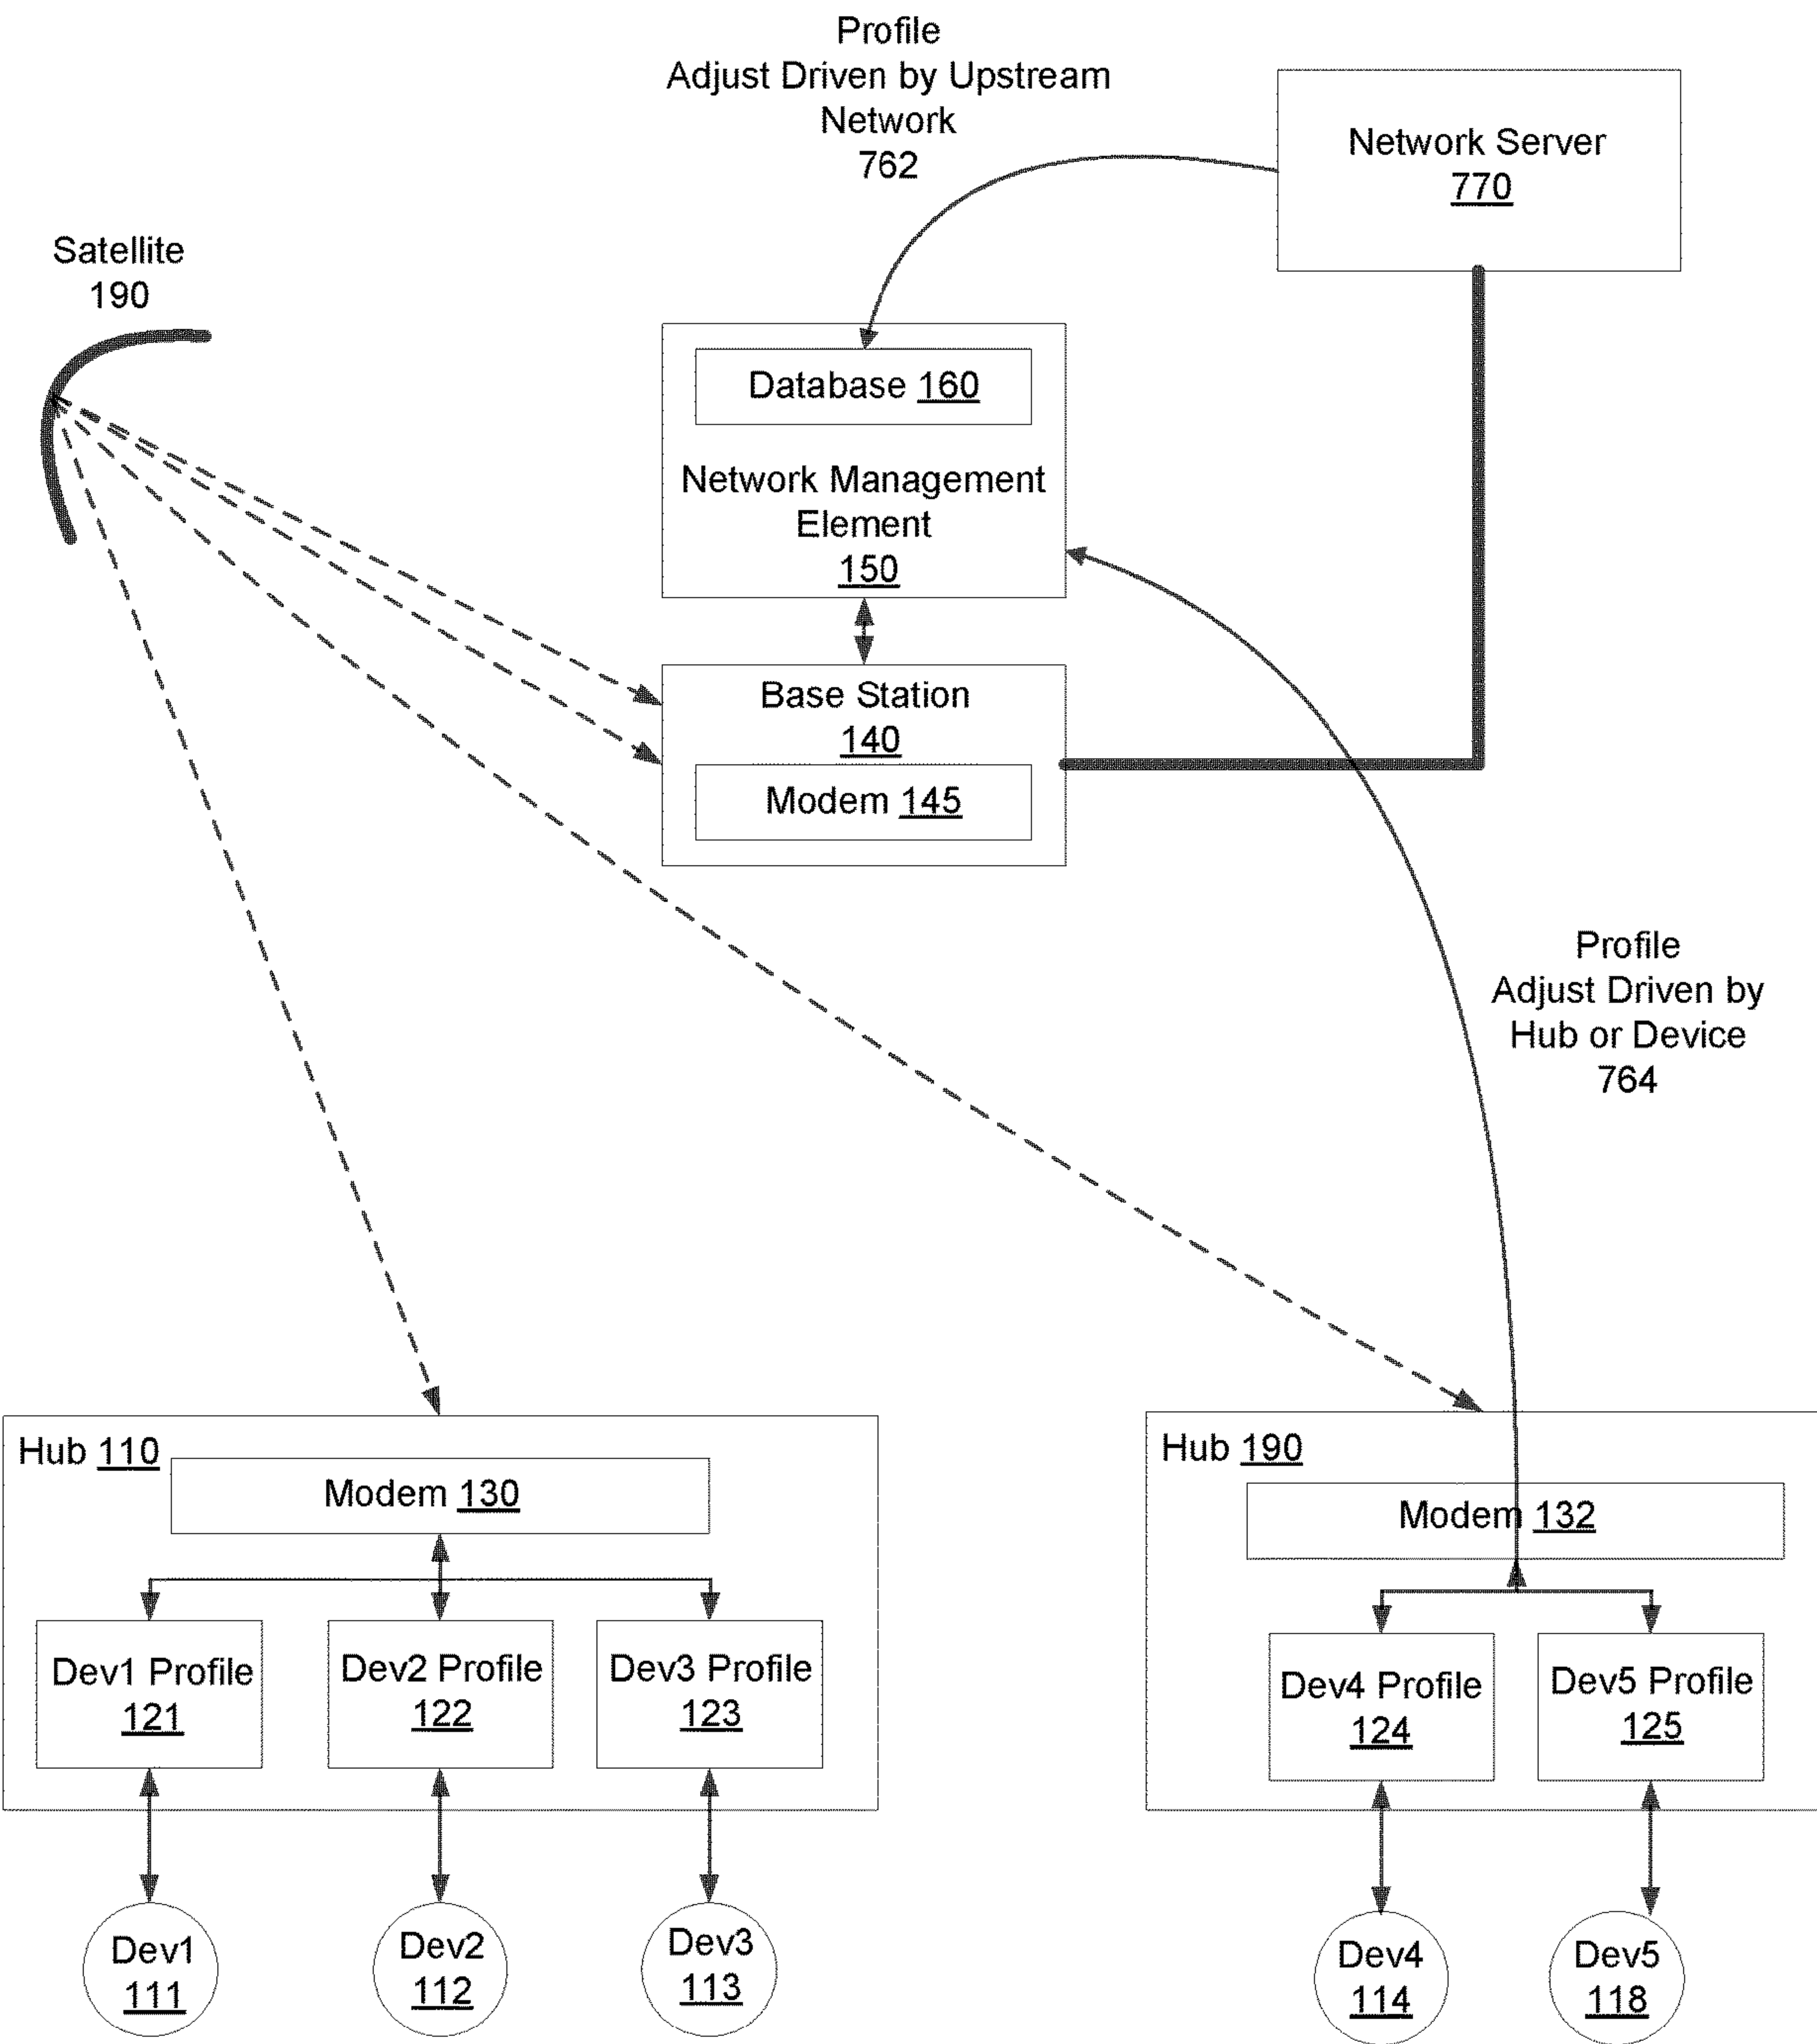 Profile
Adjust Driven by Upstream
Network
762
Network Server
770
Satellite
190
Database 160
Network Management
Element
150
Base Station
140
Modem 145
Profile
Adjust Driven by
Hub or Device
764
Hub 110
Modem 130
Dev1 Profile
121
Dev2 Profile
122
Dev3 Profile
123
Dev1
111
Dev2
112
Dev3
113
Hub 190
Modem 132
Dev4 Profile
124
Dev5 Profile
125
Dev4
114
Dev5
118